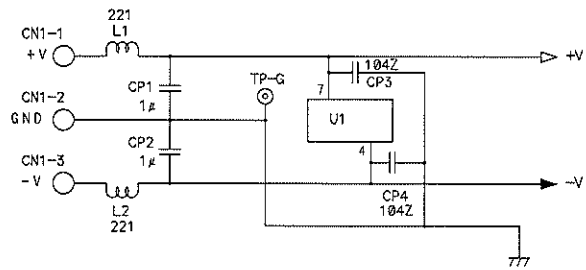 221
L1
CN1-1
+V
CP1
1μ
CN1-2
GND
TP-G
104Z
CP3
7
U1
4
+V
CP2
1μ
CN1-3
-V
L2
221
CP4
104Z
-V